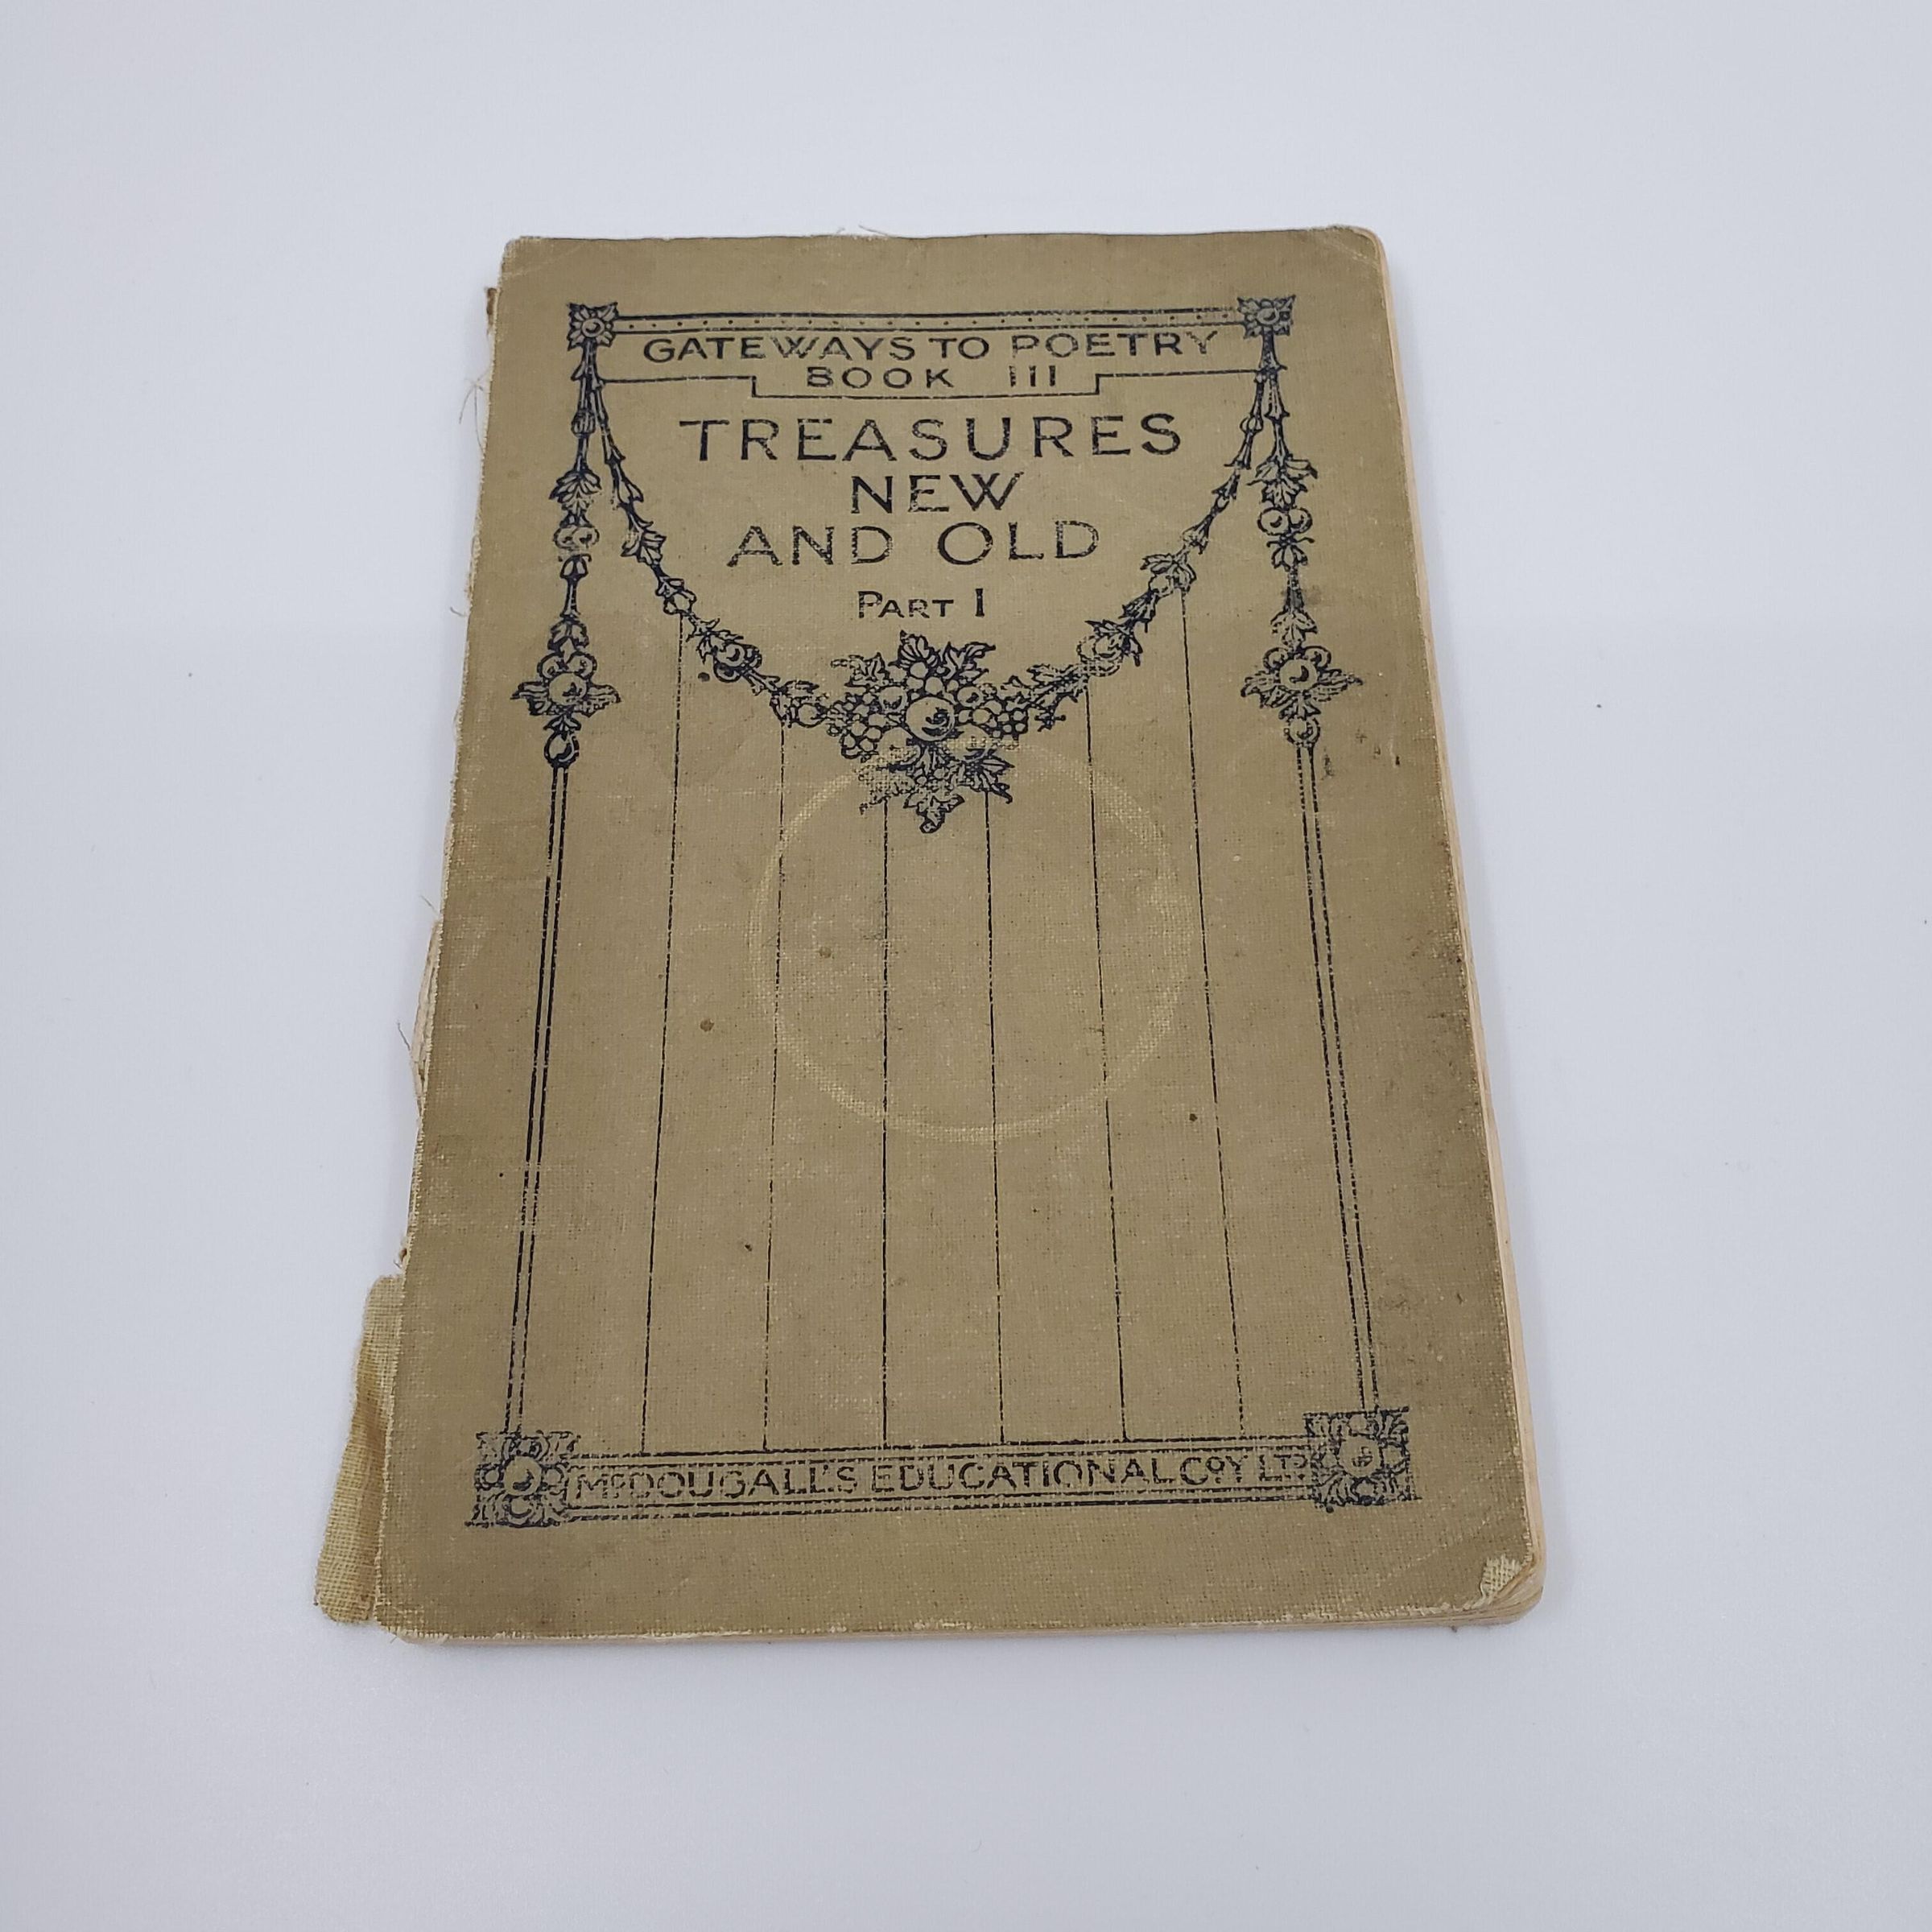 GATEWAYS TO POETRY
BOOK III
TREASURES
NEW
AND OLD
PART I
McDOUGALL'S EDUCATIONAL CoY LTD